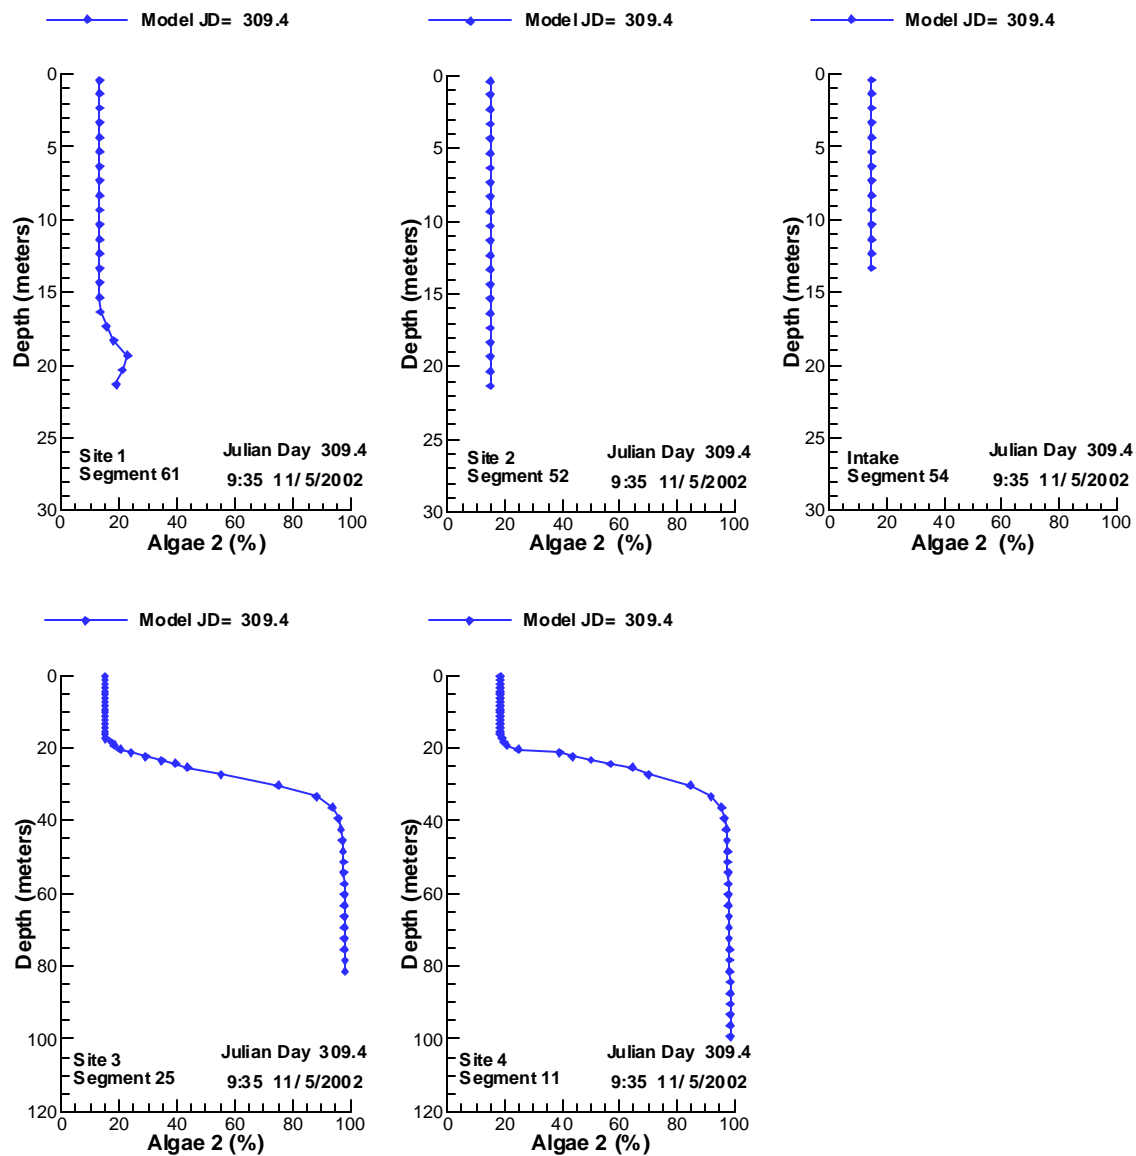 Model JD= 309.4
0
5
10
15
20
25
30
Depth (meters)
Site 1
Segment 61
Julian Day 309.4
9:35 11/ 5/2002
0 20 40 60 80 100
Algae 2 (%)
Model JD= 309.4
0
5
10
15
20
25
30
Depth (meters)
Site 2
Segment 52
Julian Day 309.4
9:35 11/ 5/2002
0 20 40 60 80 100
Algae 2 (%)
Model JD= 309.4
0
5
10
15
20
25
30
Depth (meters)
Intake
Segment 54
Julian Day 309.4
9:35 11/ 5/2002
0 20 40 60 80 100
Algae 2 (%)
Model JD= 309.4
0
20
40
60
80
100
120
Depth (meters)
Site 3
Segment 25
Julian Day 309.4
9:35 11/ 5/2002
0 20 40 60 80 100
Algae 2 (%)
Model JD= 309.4
0
20
40
60
80
100
120
Depth (meters)
Site 4
Segment 11
Julian Day 309.4
9:35 11/ 5/2002
0 20 40 60 80 100
Algae 2 (%)